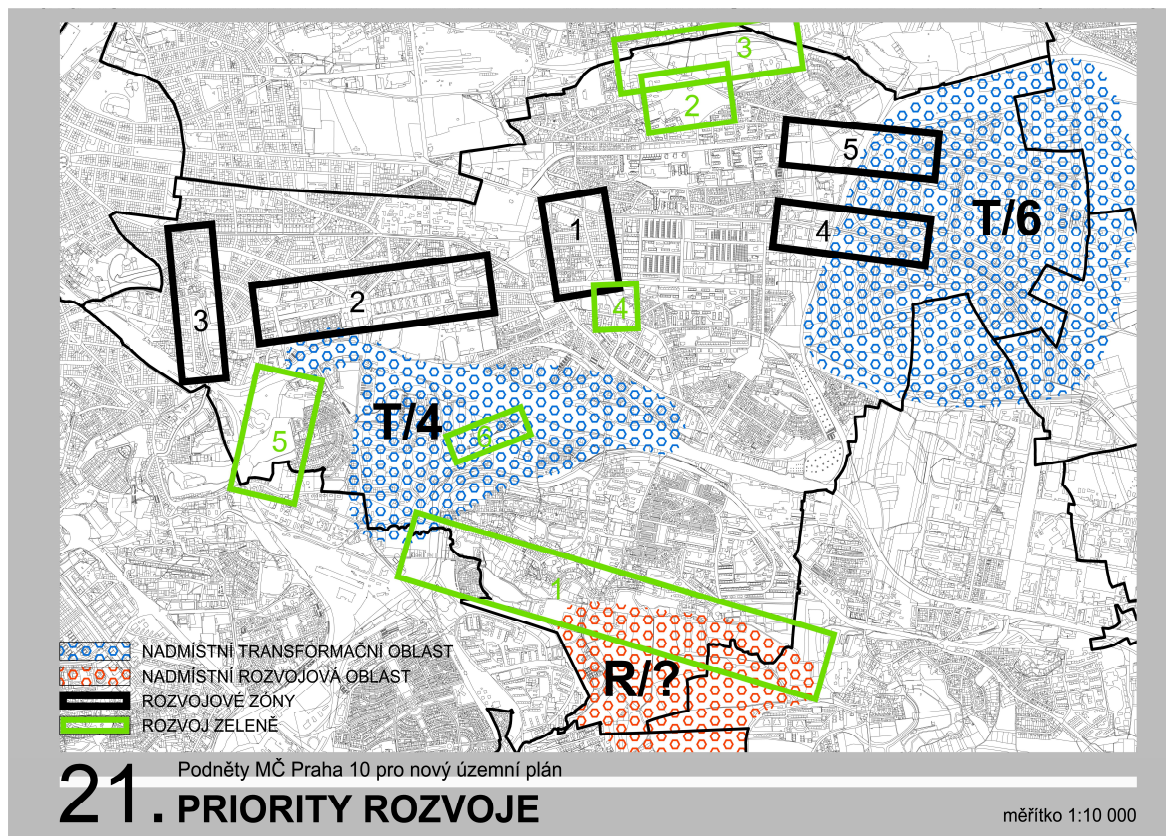 3
2
5
1
4
T/6
2
3
4
T/4
6
5
1
R/?
NADMÍSTNÍ TRANSFORMAČNÍ OBLAST
NADMÍSTNÍ ROZVOJOVÁ OBLAST
ROZVOJOVÉ ZÓNY
ROZVOJ ZELENĚ
21. Podněty MČ Praha 10 pro nový územní plán
PRIORITY ROZVOJE
měřítko 1:10 000